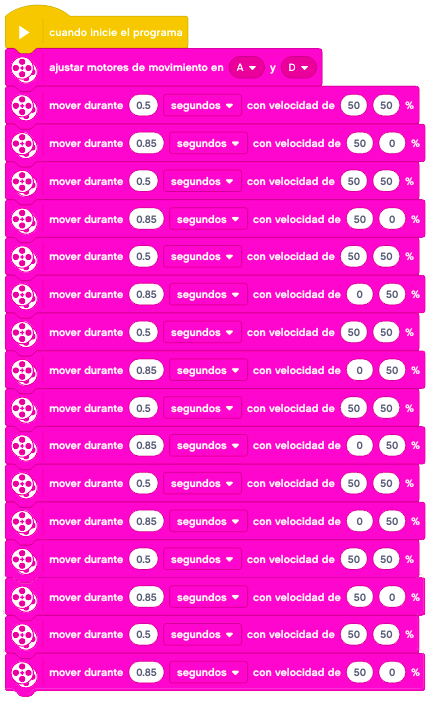 cuando inicie el programa
ajustar motores de movimiento en A y D
mover durante 0.5 segundos con velocidad de 50 50 %
mover durante 0.85 segundos con velocidad de 50 0 %
mover durante 0.5 segundos con velocidad de 50 50 %
mover durante 0.85 segundos con velocidad de 50 0 %
mover durante 0.5 segundos con velocidad de 50 50 %
mover durante 0.85 segundos con velocidad de 0 50 %
mover durante 0.5 segundos con velocidad de 50 50 %
mover durante 0.85 segundos con velocidad de 0 50 %
mover durante 0.5 segundos con velocidad de 50 50 %
mover durante 0.85 segundos con velocidad de 0 50 %
mover durante 0.5 segundos con velocidad de 50 50 %
mover durante 0.85 segundos con velocidad de 0 50 %
mover durante 0.5 segundos con velocidad de 50 50 %
mover durante 0.85 segundos con velocidad de 50 0 %
mover durante 0.5 segundos con velocidad de 50 50 %
mover durante 0.85 segundos con velocidad de 50 0 %